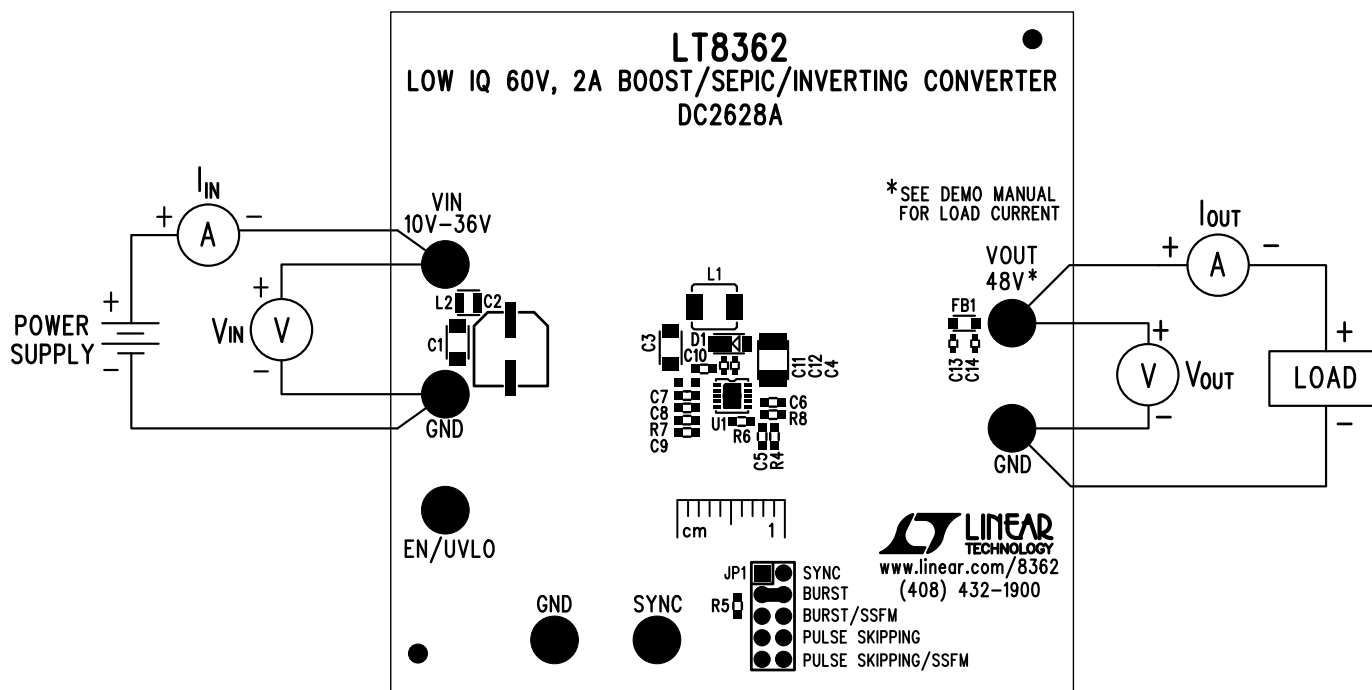 LT8362
LOW IQ 60V, 2A BOOST/SEPIC/INVERTING CONVERTER
DC2628A
IIN
+ A -
VIN
10V-36V
+
VIN V
-
+
POWER
SUPPLY
-
GND
L2
C2
C1
EN/UVLO
L1
C3
D1
C10
C11
C12
C4
C7
C8
R7
C9
U1
R6
C6
R8
C5
R4
*SEE DEMO MANUAL
FOR LOAD CURRENT
VOUT
48V*
FB1
C13
C14
GND
IOUT
+ A -
+
V VOUT
-
+
LOAD
-
cm 1
LINEAR
TECHNOLOGY
www.linear.com/8362
(408) 432-1900
GND
SYNC
JP1
R5
SYNC
BURST
BURST/SSFM
PULSE SKIPPING
PULSE SKIPPING/SSFM